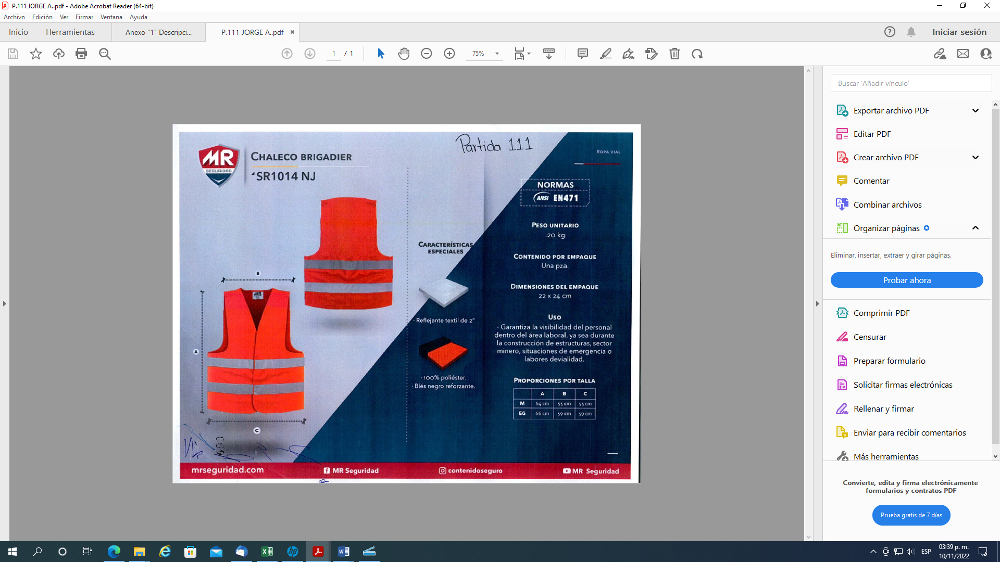 P.111 JORGE A..pdf - Adobe Acrobat Reader (64-bit)
Archivo Edición Ver Firmar Ventana Ayuda
Inicio Herramientas Anexo “1” Descripci... P.111 JORGE A..pdf × Iniciar sesión
1 / 1 75%
Partida 111
ROPA VIAL
MR
SEGURIDAD
CHALECO BRIGADIER
SR1014 NJ
NORMAS
ANSI EN471
PESO UNITARIO
.20 kg
CARACTERÍSTICAS
ESPECIALES
CONTENIDO POR EMPAQUE
Una pza.
B
DIMENSIONES DEL EMPAQUE
22 x 24 cm
· Reflejante textil de 2”
USO
· Garantiza la visibilidad del personal
dentro del área laboral, ya sea durante
la construcción de estructuras, sector
minero, situaciones de emergencia o
labores devialidad.
A
· 100% poliéster.
· Biés negro reforzante.
PROPORCIONES POR TALLA
A B C
M 64 cm 55 cm 55 cm
EG 66 cm 59 cm 59 cm
C
mrseguridad.com MR Seguridad contenidoseguro MR Seguridad
Buscar 'Añadir vínculo'
Exportar archivo PDF
Editar PDF
Crear archivo PDF
Comentar
Combinar archivos
Organizar páginas
Eliminar, insertar, extraer y girar páginas.
Probar ahora
Comprimir PDF
Censurar
Preparar formulario
Solicitar firmas electrónicas
Rellenar y firmar
Enviar para recibir comentarios
Más herramientas
Convierte, edita y firma electrónicamente
formularios y contratos PDF
Prueba gratis de 7 días
ESP
03:39 p. m.
10/11/2022